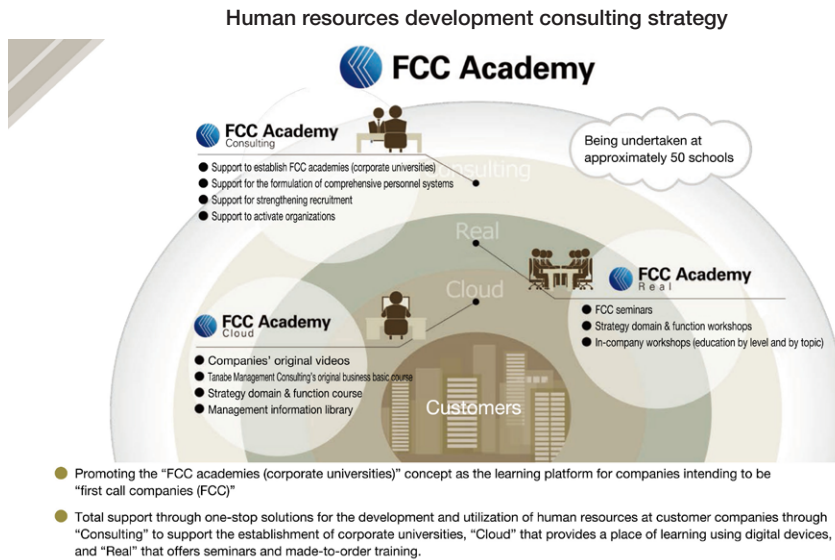 Human resources development consulting strategy
FCC Academy
FCC Academy
Consulting
Support to establish FCC academies (corporate universities)
Support for the formulation of comprehensive personnel systems
Support for strengthening recruitment
Support to activate organizations
Being undertaken at
approximately 50 schools
Consulting
Real
Cloud
Customers
FCC Academy
Real
FCC seminars
Strategy domain & function workshops
In-company workshops (education by level and by topic)
FCC Academy
Cloud
Companies' original videos
Tanabe Management Consulting's original business basic course
Strategy domain & function course
Management information library
Promoting the “FCC academies (corporate universities)” concept as the learning platform for companies intending to be
“first call companies (FCC)”
Total support through one-stop solutions for the development and utilization of human resources at customer companies through
“Consulting” to support the establishment of corporate universities, “Cloud” that provides a place of learning using digital devices,
and “Real” that offers seminars and made-to-order training.